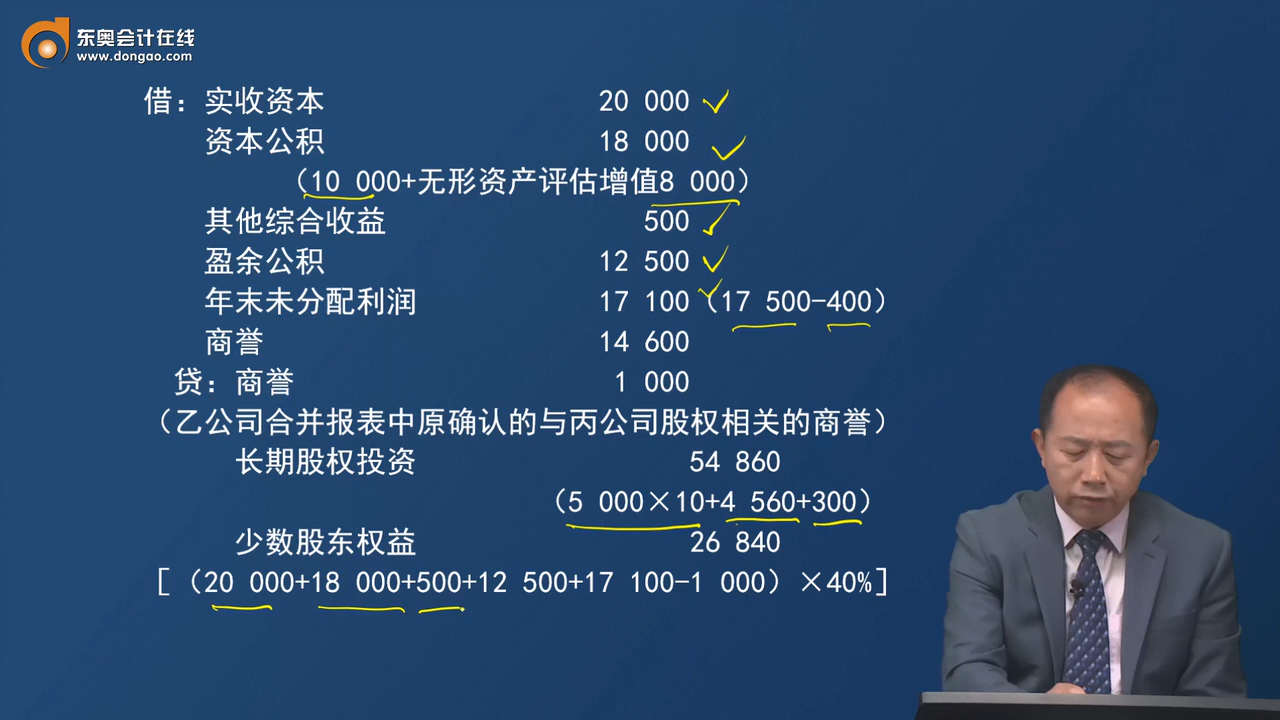 东奥会计在线
www.dongao.com
借：实收资本 20 000
资本公积 18 000
（10 000+无形资产评估增值8 000）
其他综合收益 500
盈余公积 12 500
年末未分配利润 17 100（17 500-400）
商誉 14 600
贷：商誉 1 000
（乙公司合并报表中原确认的与丙公司股权相关的商誉）
长期股权投资 54 860
（5 000×10+4 560+300）
少数股东权益 26 840
[（20 000+18 000+500+12 500+17 100-1 000）×40%]